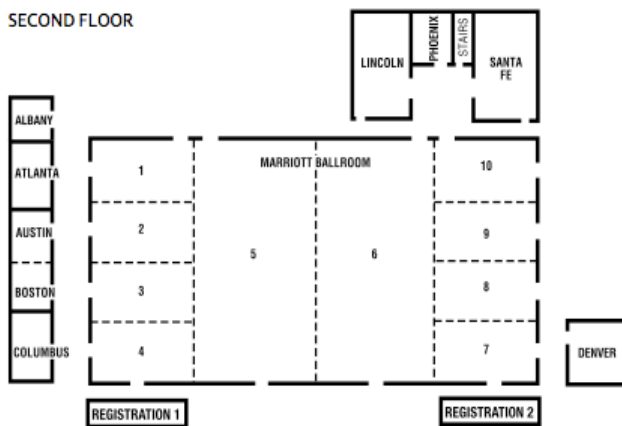 SECOND FLOOR
LINCOLN
PHOENIX
STAIRS
SANTA
FE
ALBANY
ATLANTA
AUSTIN
BOSTON
COLUMBUS
MARRIOTT BALLROOM
1
2
3
4
5
6
10
9
8
7
DENVER
REGISTRATION 1
REGISTRATION 2